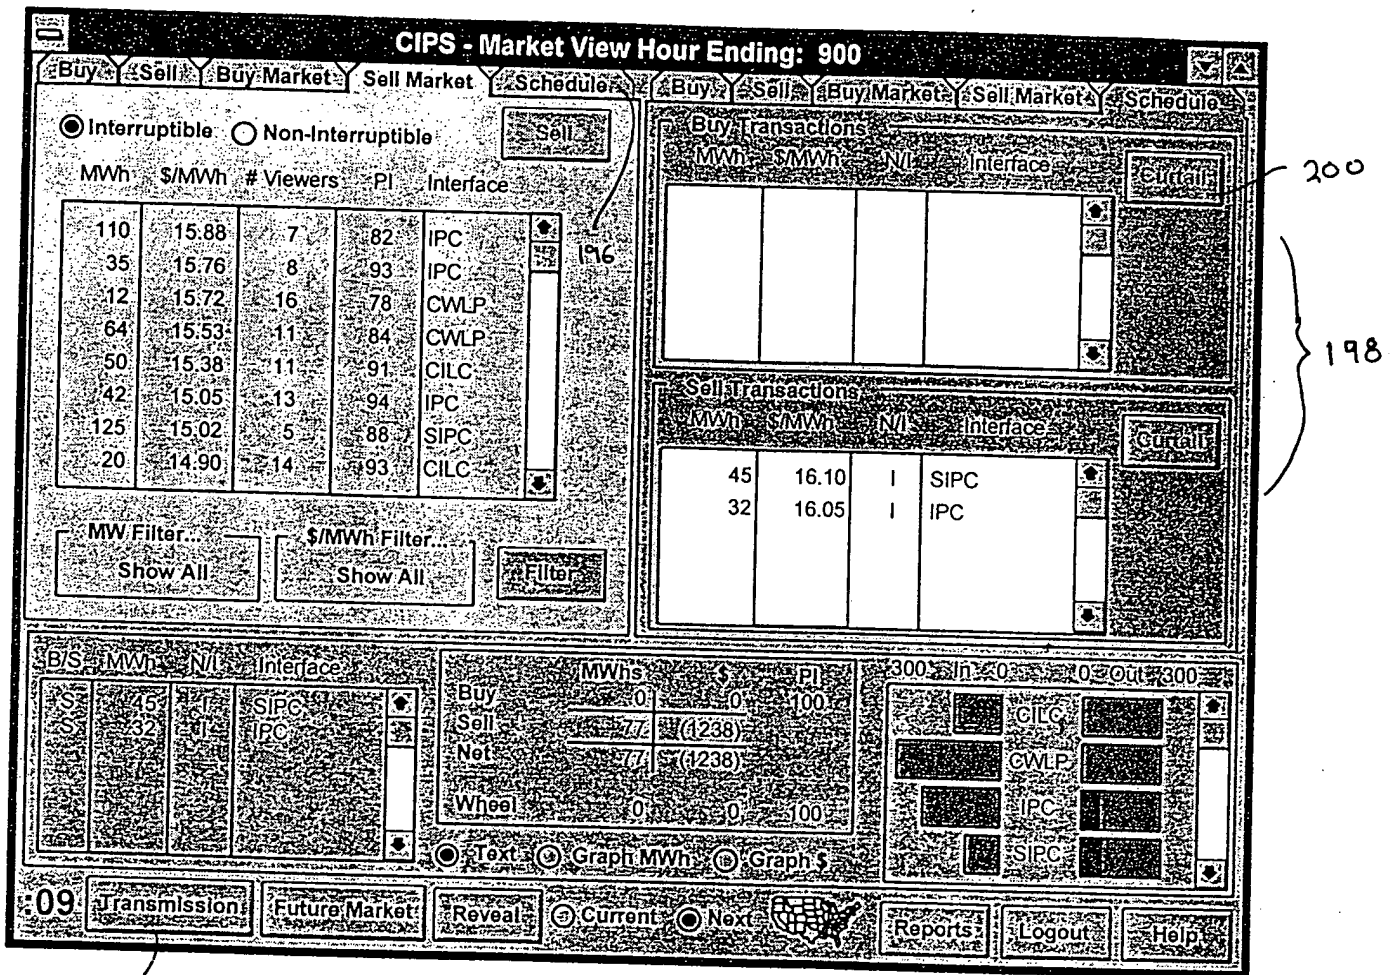 CIPS - Market View Hour Ending: 900
Buy Sell Buy Market Sell Market Schedule
Interruptible Non-Interruptible Sell
MWh $/MWh # Viewers PI Interface
110 15.88 7 82 IPC
35 15.76 8 93 IPC
12 15.72 16 78 CWLP
64 15.53 11 84 CWLP
50 15.38 11 91 CILC
42 15.05 13 94 IPC
125 15.02 5 88 SIPC
20 14.90 14 93 CILC
196
MW Filter...
Show All
$/MWh Filter...
Show All
Filter
Buy Sell Buy Market Sell Market Schedule
Buy Transactions
MWh $/MWh N/I Interface
Curtail
200
198
Sell Transactions
MWh $/MWh N/I Interface
Curtail
45 16.10 I SIPC
32 16.05 I IPC
B/S MWh N/I Interface
S 45 I SIPC
S 32 I IPC
MWhs $ PI
Buy 0 0 100
Sell 77 (1238)
Net 77 (1238)
Wheel 0 0 100
Text Graph MWh Graph $
300 In 0 0 Out 300
CILC
CWLP
IPC
SIPC
:09 Transmission Future Market Reveal Current Next Reports Logout Help